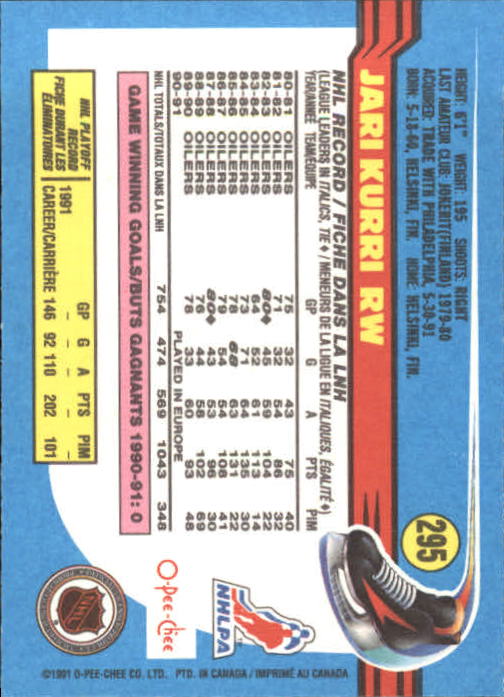 HEIGHT: 6'1" WEIGHT: 195 SHOOTS: RIGHT
LAST AMATEUR CLUB: JOKERIT(FINLAND) 1979-80
ACQUIRED: TRADE WITH PHILADELPHIA, 5-30-91
BORN: 5-18-60, HELSINKI, FIN. HOME: HELSINKI, FIN.
295
JARI KURRI RW
NHL RECORD / FICHE DANS LA LNH
(LEAGUE LEADERS IN ITALICS, TIE♦/ MENEURS DE LA LIGUE EN ITALIQUES, ÉGALITÉ♦)
YEAR/ANNÉE TEAM/ÉQUIPE GP G A PTS PIM
80-81 OILERS 75 32 43 75 40
81-82 OILERS 71 32 54 86 32
82-83 OILERS 80♦ 45 59 104 22
83-84 OILERS 64 52 61 113 14
84-85 OILERS 73 71 64 135 30
85-86 OILERS 78 68 63 131 22
86-87 OILERS 79 54 54 108 41
87-88 OILERS 80♦ 43 53 96 30
88-89 OILERS 76 44 58 102 69
89-90 OILERS 78 33 60 93 48
90-91 PLAYED IN EUROPE
NHL TOTALS/TOTAUX DANS LA LNH 754 474 569 1043 348
GAME WINNING GOALS/BUTS GAGNANTS 1990-91: 0
NHL PLAYOFF
RECORD
FICHE DURANT LES
ÉLIMINATOIRES
GP G A PTS PIM
1991 - - - - -
CAREER/CARRIÈRE 146 92 110 202 101
NHLPA
O-Pee-Chee
NHL
©1991 O-PEE-CHEE CO. LTD. PTD. IN CANADA / IMPRIMÉ AU CANADA